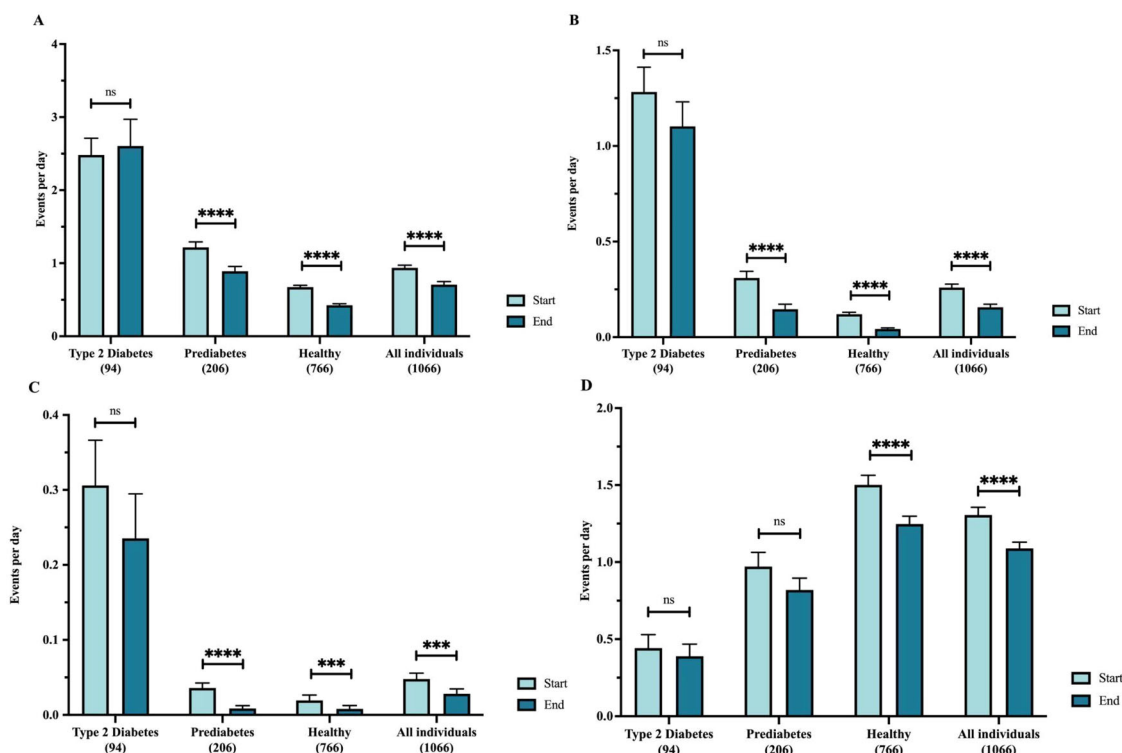 A
4
3
2
1
0
Events per day
ns
****
****
****
Start
End
Type 2 Diabetes
(94)
Prediabetes
(206)
Healthy
(766)
All individuals
(1066)
B
1.5
1.0
0.5
0.0
Events per day
ns
****
****
****
Start
End
Type 2 Diabetes
(94)
Prediabetes
(206)
Healthy
(766)
All individuals
(1066)
C
0.4
0.3
0.2
0.1
0.0
Events per day
ns
****
***
***
Start
End
Type 2 Diabetes
(94)
Prediabetes
(206)
Healthy
(766)
All individuals
(1066)
D
2.0
1.5
1.0
0.5
0.0
Events per day
ns
ns
****
****
Start
End
Type 2 Diabetes
(94)
Prediabetes
(206)
Healthy
(766)
All individuals
(1066)